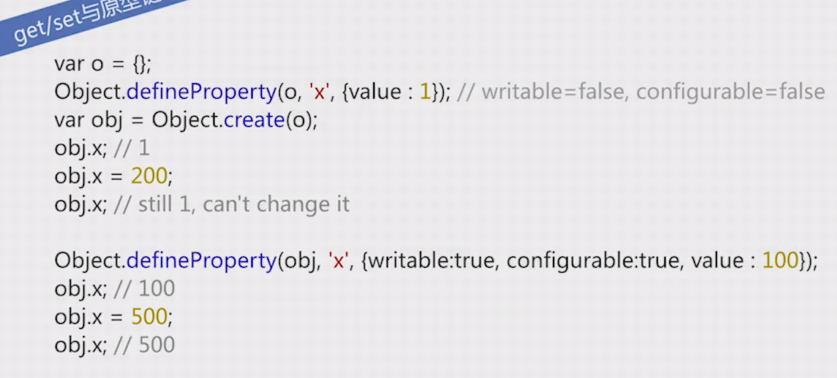 get/set与原型链
var o = {};
Object.defineProperty(o, 'x', {value : 1}); // writable=false, configurable=false
var obj = Object.create(o);
obj.x; // 1
obj.x = 200;
obj.x; // still 1, can't change it
Object.defineProperty(obj, 'x', {writable:true, configurable:true, value : 100});
obj.x; // 100
obj.x = 500;
obj.x; // 500